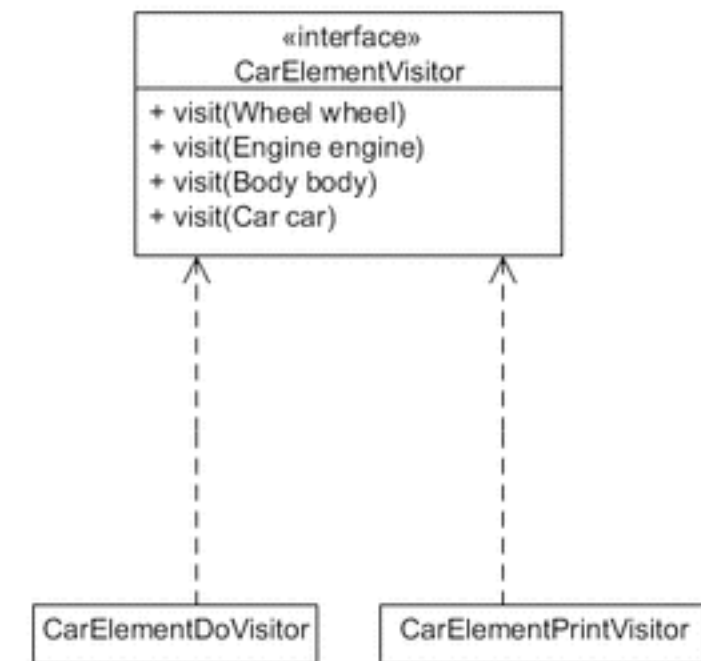 «interface»
CarElementVisitor
+ visit(Wheel wheel)
+ visit(Engine engine)
+ visit(Body body)
+ visit(Car car)
CarElementDoVisitor
CarElementPrintVisitor